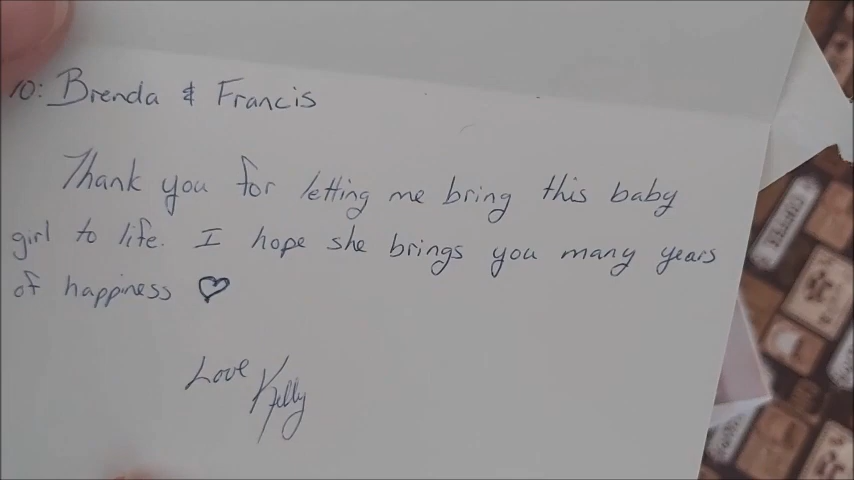 To: Brenda & Francis
Thank you for letting me bring this baby
girl to life. I hope she brings you many years
of happiness ♡
Love Kelly
COFFEE